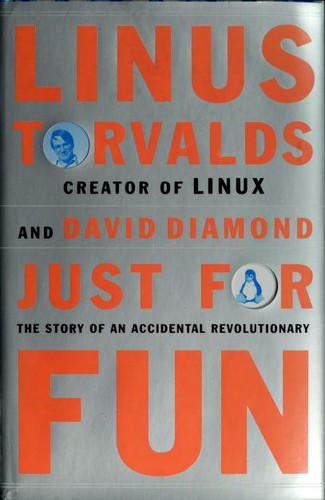 LINUS
TORVALDS
CREATOR OF LINUX
AND DAVID DIAMOND
JUST FOR
THE STORY OF AN ACCIDENTAL REVOLUTIONARY
FUN